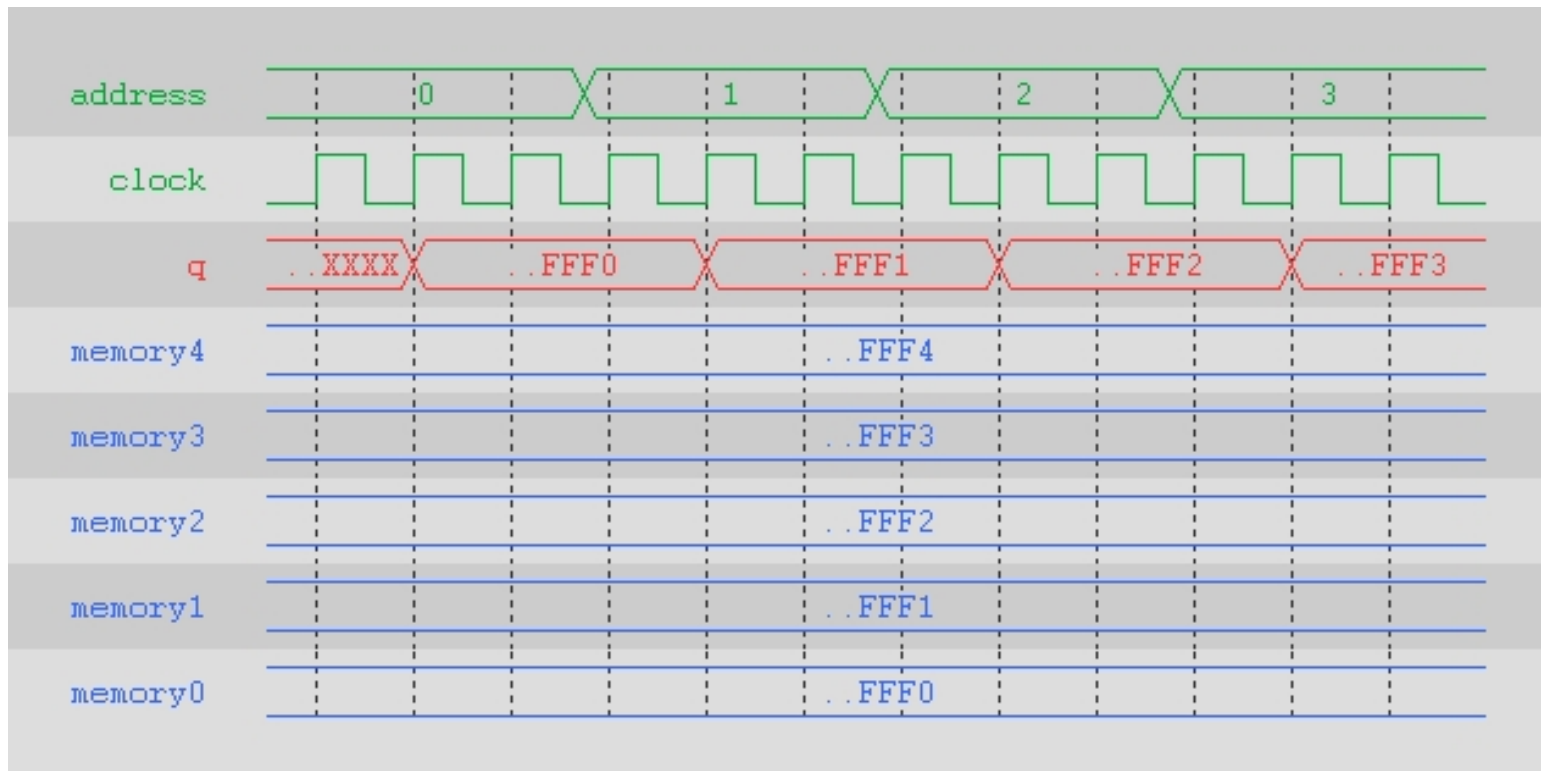 address 0 1 2 3
clock
q ..XXXX ..FFF0 ..FFF1 ..FFF2 ..FFF3
memory4 ..FFF4
memory3 ..FFF3
memory2 ..FFF2
memory1 ..FFF1
memory0 ..FFF0